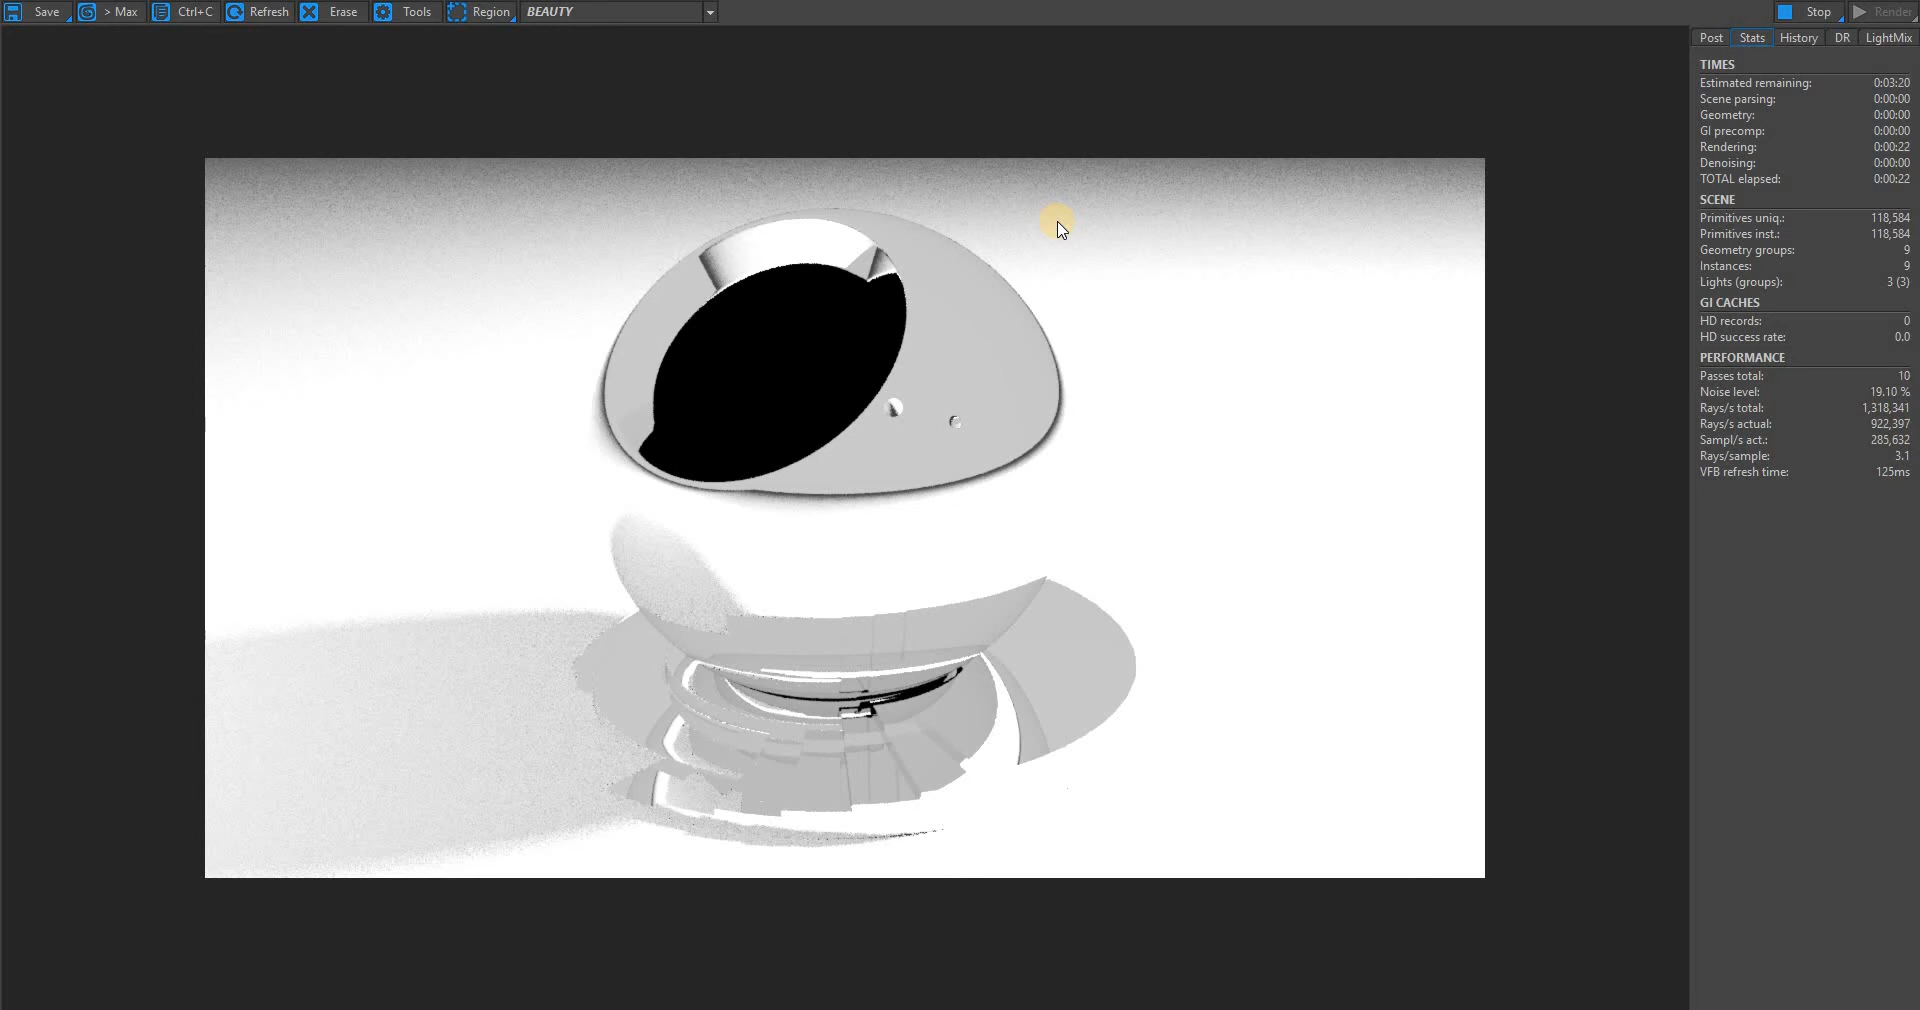 Save > Max Ctrl+C Refresh Erase Tools Region BEAUTY Stop Render
Post Stats History DR LightMix
TIMES
Estimated remaining: 0:03:20
Scene parsing: 0:00:00
Geometry: 0:00:00
GI precomp: 0:00:00
Rendering: 0:00:22
Denoising: 0:00:00
TOTAL elapsed: 0:00:22
SCENE
Primitives uniq.: 118,584
Primitives inst.: 118,584
Geometry groups: 9
Instances: 9
Lights (groups): 3 (3)
GI CACHES
HD records: 0
HD success rate: 0.0
PERFORMANCE
Passes total: 10
Noise level: 19.10 %
Rays/s total: 1,318,341
Rays/s actual: 922,397
Sampl/s act.: 285,632
Rays/sample: 3.1
VFB refresh time: 125ms